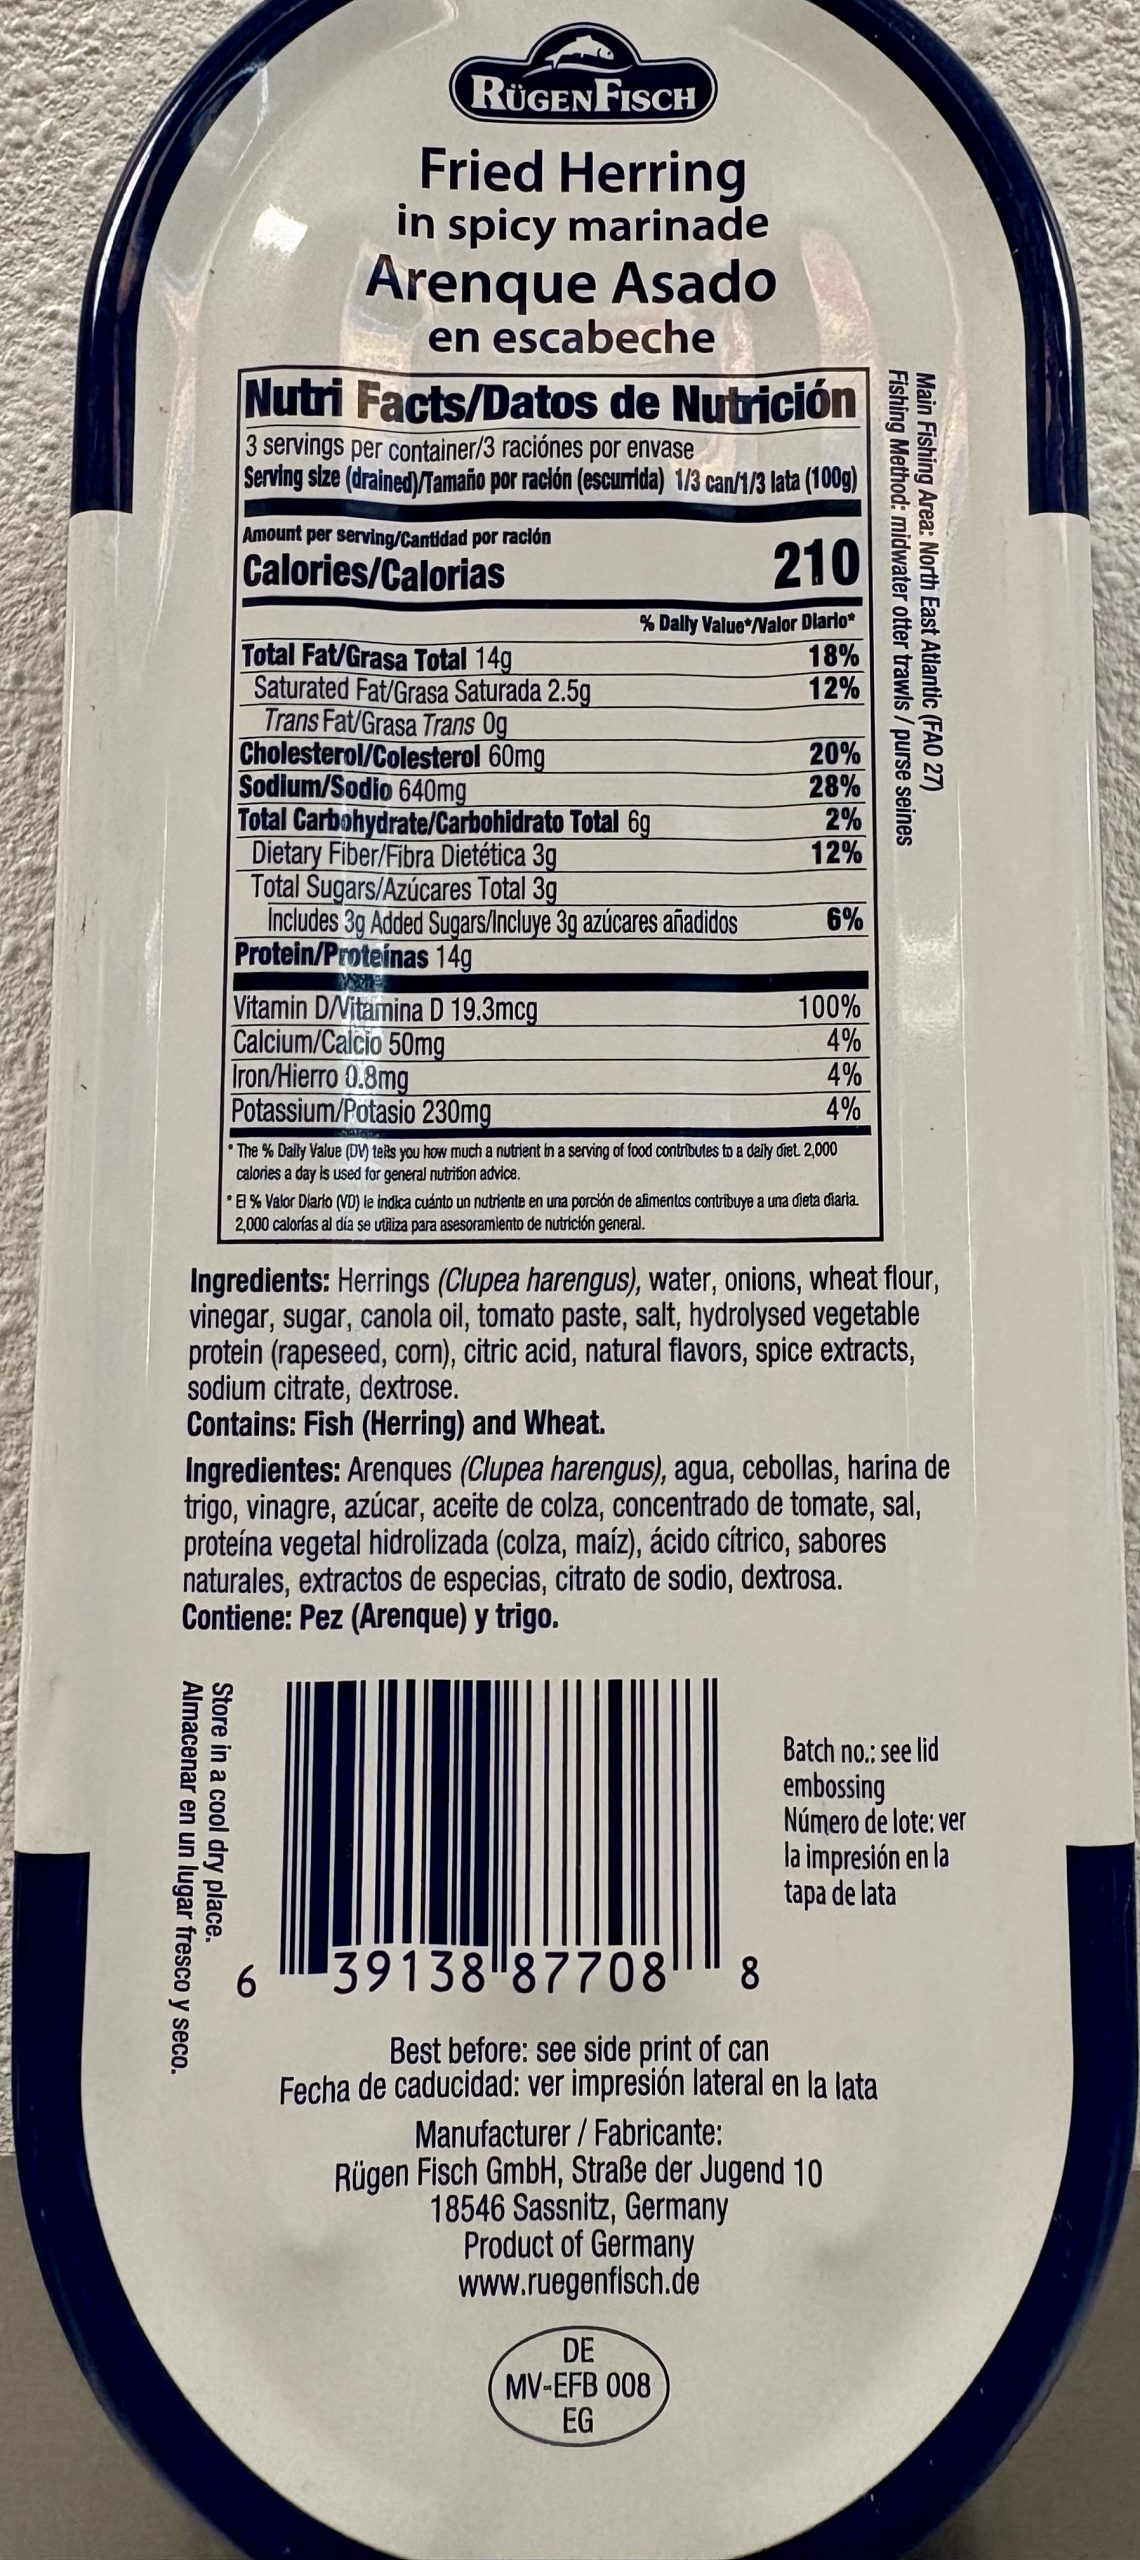 RÜGENFISCH
Fried Herring
in spicy marinade
Arenque Asado
en escabeche
Nutri Facts/Datos de Nutrición
3 servings per container/3 raciónes por envase
Serving size (drained)/Tamaño por ración (escurrida) 1/3 can/1/3 lata (100g)
Amount per serving/Cantidad por ración
Calories/Calorias 210
% Daily Value*/Valor Diario*
Total Fat/Grasa Total 14g 18%
Saturated Fat/Grasa Saturada 2.5g 12%
Trans Fat/Grasa Trans 0g
Cholesterol/Colesterol 60mg 20%
Sodium/Sodio 640mg 28%
Total Carbohydrate/Carbohidrato Total 6g 2%
Dietary Fiber/Fibra Dietética 3g 12%
Total Sugars/Azúcares Total 3g
Includes 3g Added Sugars/Incluye 3g azúcares añadidos 6%
Protein/Proteínas 14g
Vitamin D/Vitamina D 19.3mcg 100%
Calcium/Calcio 50mg 4%
Iron/Hierro 0.8mg 4%
Potassium/Potasio 230mg 4%
* The % Daily Value (DV) tells you how much a nutrient in a serving of food contributes to a daily diet. 2,000
calories a day is used for general nutrition advice.
* El % Valor Diario (VD) le indica cuánto un nutriente en una porción de alimentos contribuye a una dieta diaria.
2,000 calorías al día se utiliza para asesoramiento de nutrición general.
Main Fishing Area: North East Atlantic (FAO 27)
Fishing Method: midwater otter trawls / purse seines
Ingredients: Herrings (Clupea harengus), water, onions, wheat flour,
vinegar, sugar, canola oil, tomato paste, salt, hydrolysed vegetable
protein (rapeseed, corn), citric acid, natural flavors, spice extracts,
sodium citrate, dextrose.
Contains: Fish (Herring) and Wheat.
Ingredientes: Arenques (Clupea harengus), agua, cebollas, harina de
trigo, vinagre, azúcar, aceite de colza, concentrado de tomate, sal,
proteína vegetal hidrolizada (colza, maíz), ácido cítrico, sabores
naturales, extractos de especias, citrato de sodio, dextrosa.
Contiene: Pez (Arenque) y trigo.
Store in a cool dry place.
Almacenar en un lugar fresco y seco.
6 39138 87708 8
Batch no.: see lid
embossing
Número de lote: ver
la impresión en la
tapa de lata
Best before: see side print of can
Fecha de caducidad: ver impresión lateral en la lata
Manufacturer / Fabricante:
Rügen Fisch GmbH, Straße der Jugend 10
18546 Sassnitz, Germany
Product of Germany
www.ruegenfisch.de
DE
MV-EFB 008
EG